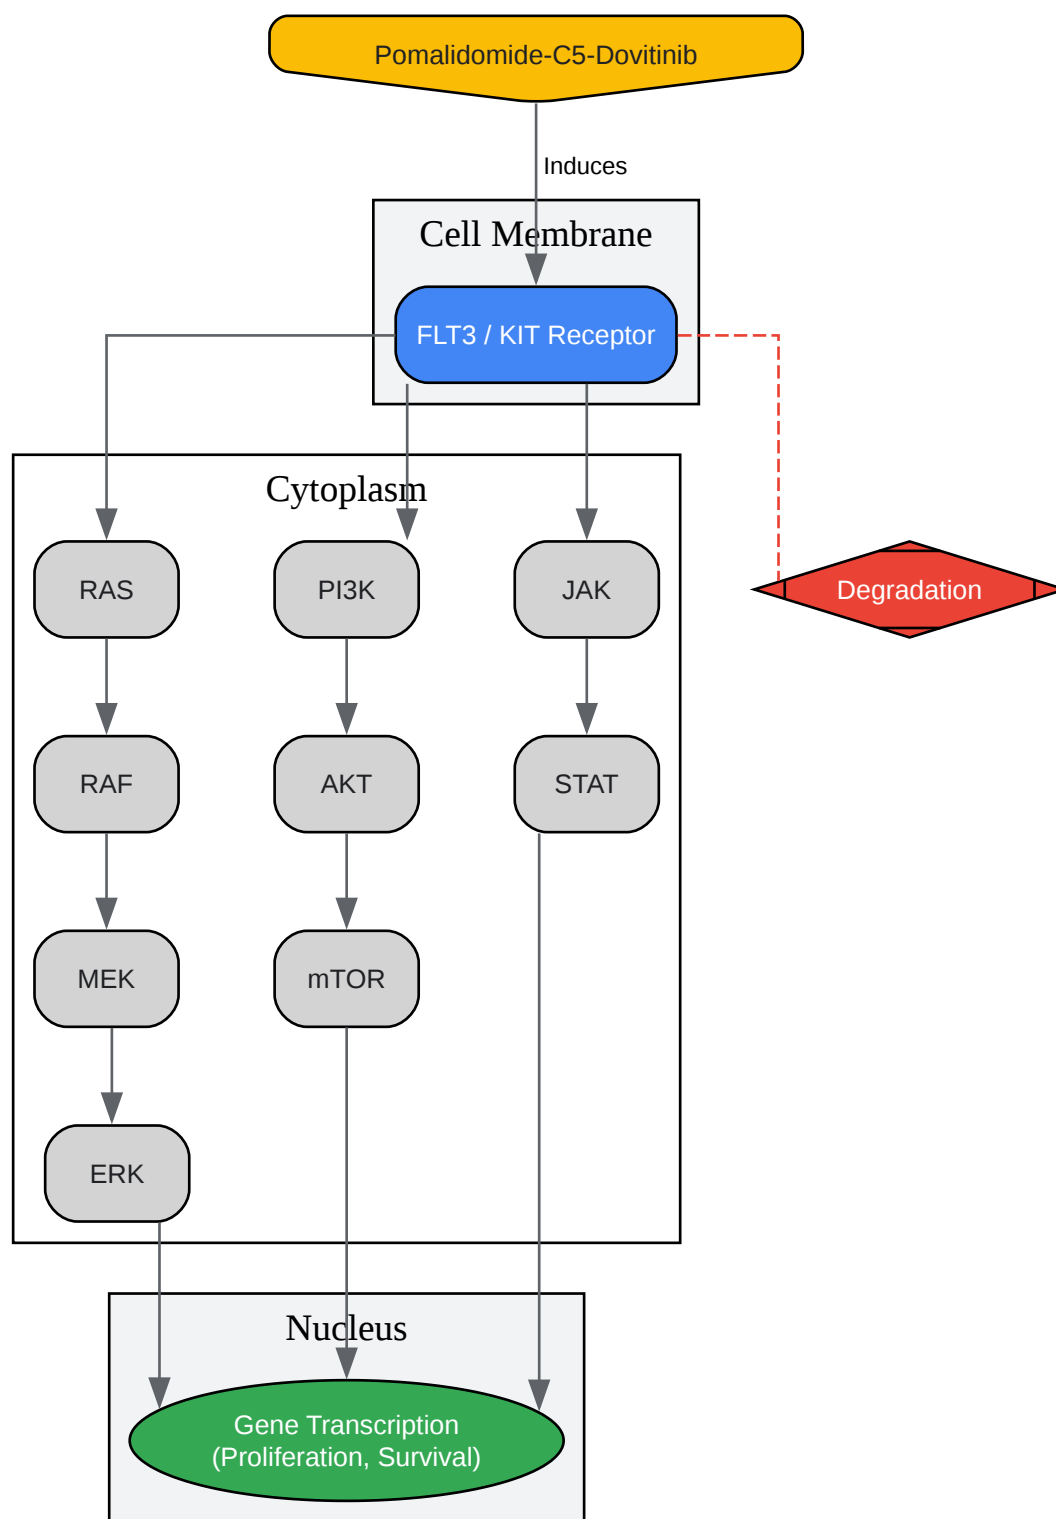 Pomalidomide-C5-Dovitinib
Induces
Cell Membrane
FLT3 / KIT Receptor
Cytoplasm
RAS
PI3K
JAK
Degradation
RAF
AKT
STAT
MEK
mTOR
ERK
Nucleus
Gene Transcription
(Proliferation, Survival)